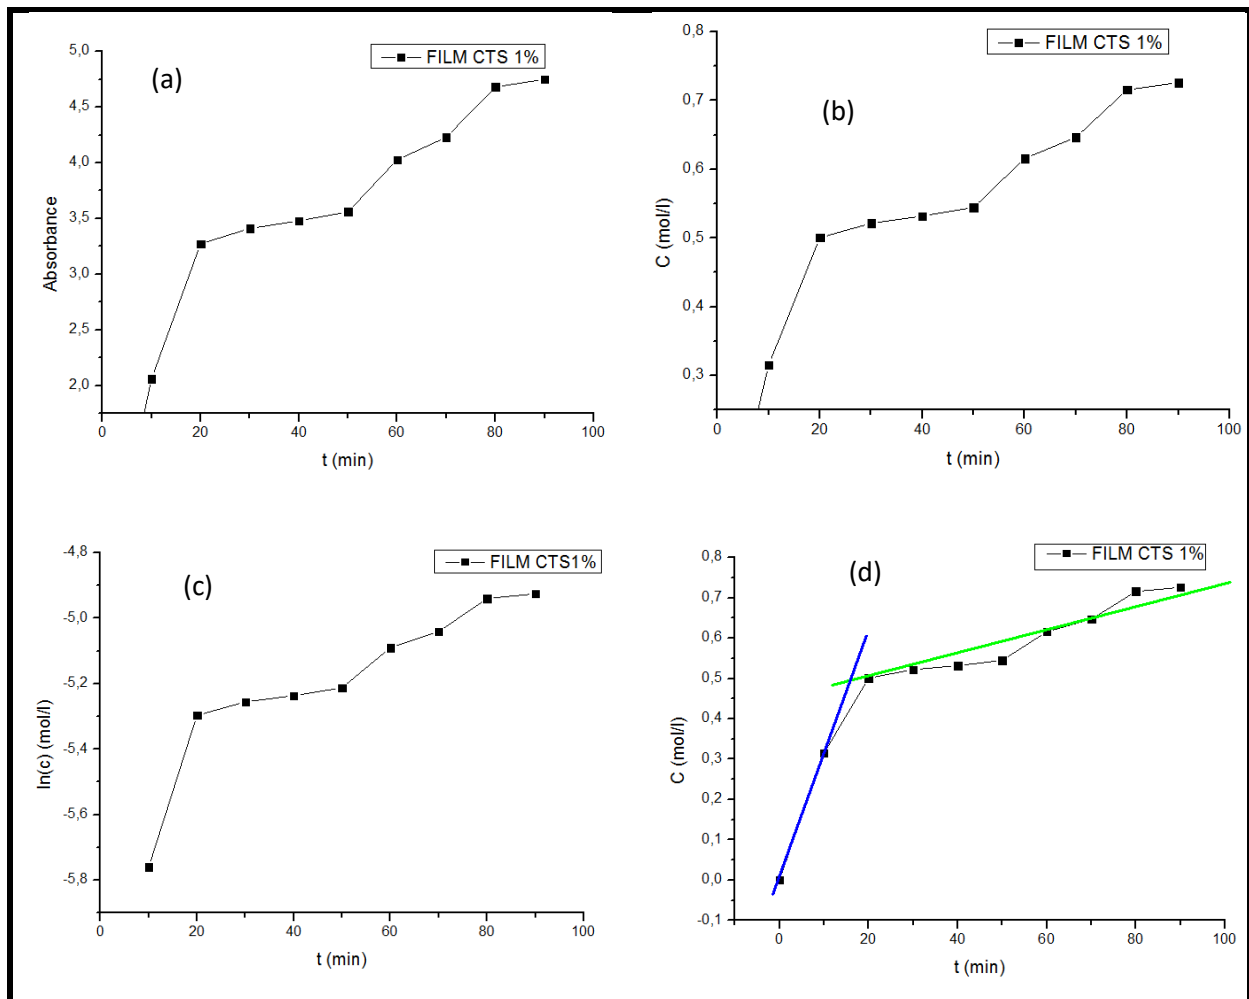 (a)
FILM CTS 1%
5,0
4,5
4,0
3,5
3,0
2,5
2,0
Absorbance
0 20 40 60 80 100
t (min)
(b)
FILM CTS 1%
0,8
0,7
0,6
0,5
0,4
0,3
C (mol/l)
0 20 40 60 80 100
t (min)
(c)
FILM CTS1%
-4,8
-5,0
-5,2
-5,4
-5,6
-5,8
ln(c) (mol/l)
0 20 40 60 80 100
t (min)
(d)
FILM CTS 1%
0,8
0,7
0,6
0,5
0,4
0,3
0,2
0,1
0,0
-0,1
C (mol/l)
0 20 40 60 80 100
t (min)